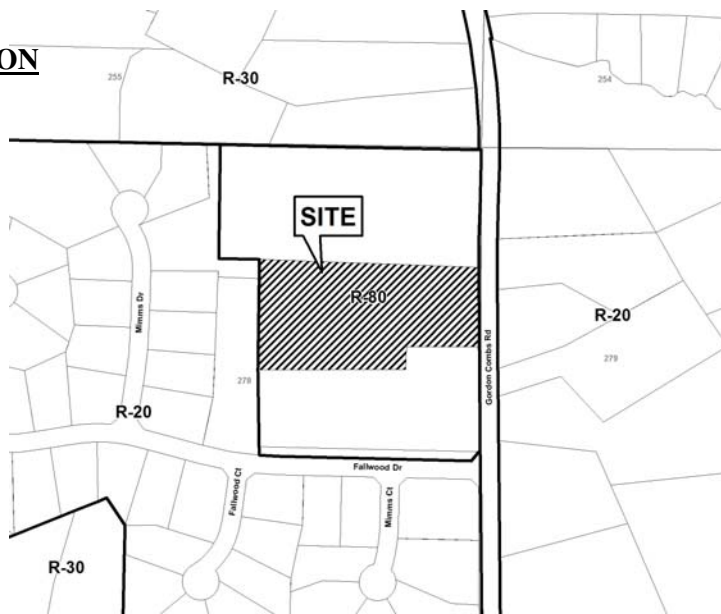 ON
255
R-30
254
SITE
R-80
Mimms Dr
R-20
279
Gordon Combs Rd
278
R-20
Fallwood Dr
Fallwood Ct
Mimms Ct
R-30